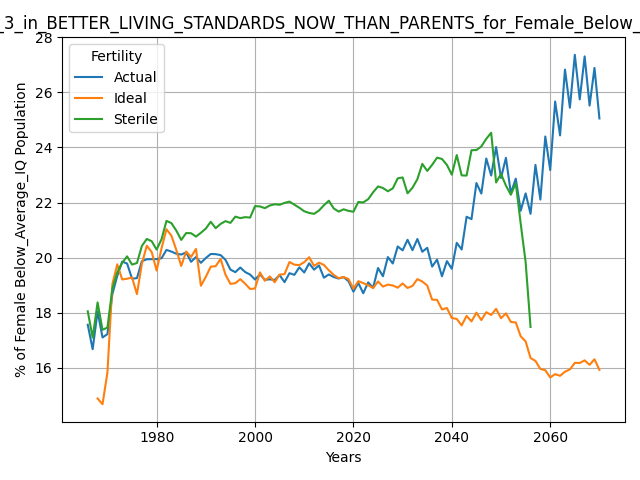 _3_in_BETTER_LIVING_STANDARDS_NOW_THAN_PARENTS_for_Female_Below_
% of Female Below_Average_IQ Population
28
26
24
22
20
18
16
Fertility
Actual
Ideal
Sterile
1980
2000
2020
2040
2060
Years